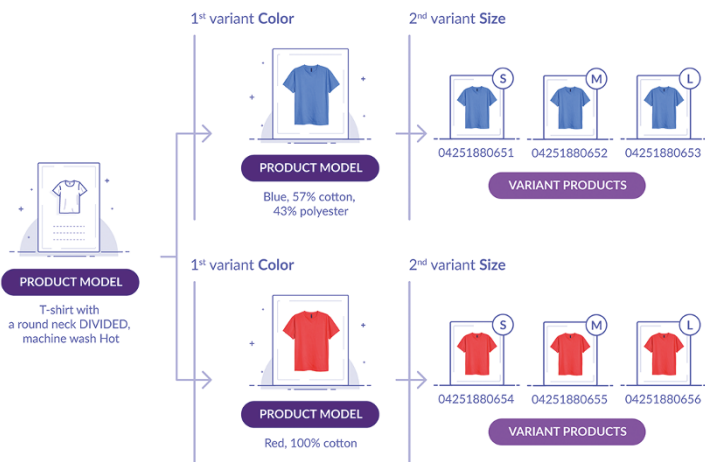 1st variant Color
2nd variant Size
S
M
L
04251880651
04251880652
04251880653
PRODUCT MODEL
VARIANT PRODUCTS
Blue, 57% cotton,
43% polyester
PRODUCT MODEL
T-shirt with
a round neck DIVIDED,
machine wash Hot
1st variant Color
2nd variant Size
S
M
L
04251880654
04251880655
04251880656
PRODUCT MODEL
VARIANT PRODUCTS
Red, 100% cotton